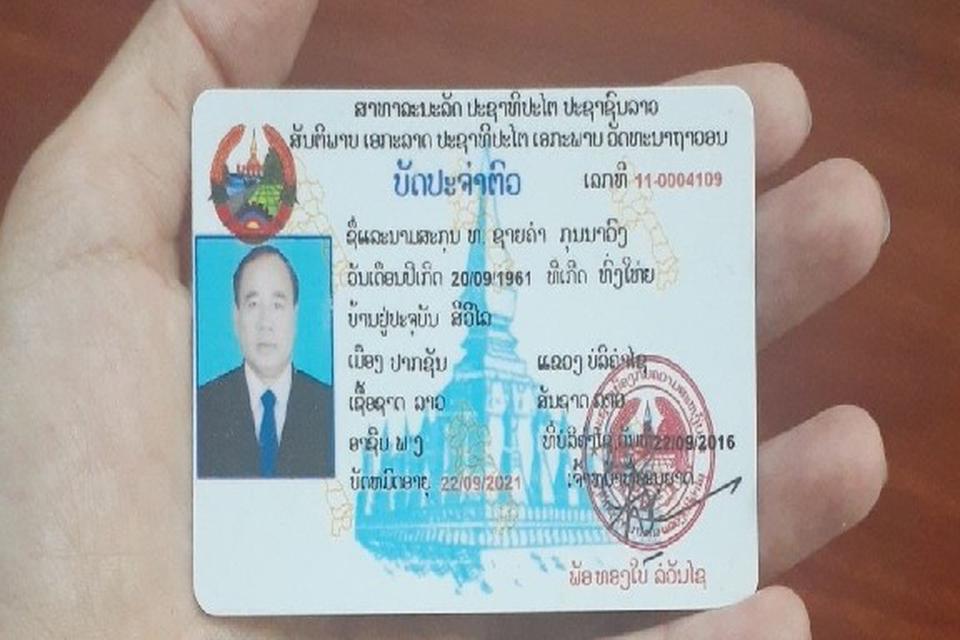 ສາທາລະນະລັດ ປະຊາທິປະໄຕ ປະຊາຊົນລາວ
ສັນຕິພາບ ເອກະລາດ ປະຊາທິປະໄຕ ເອກະພາບ ວັດທະນາຖາວອນ
ບັດປະຈຳຕົວ ເລກທີ 11-0004109
ຊື່ແລະນາມສະກຸນ ທ. ຊາຍຄຳ ກຸນນາວົງ
ວັນເດືອນປີເກີດ 20/09/1961 ທີ່ເກີດ ທົ່ງໃຫ່ຍ
ບ້ານຢູ່ປະຈຸບັນ ສີວິໄລ
ເມືອງ ປາກຊັນ ແຂວງ ບໍລິຄຳໄຊ
ເຊື້ອຊາດ ລາວ ສັນຊາດ ລາວ
ອາຊີບ ພ ງ ທີ່ບໍລິຄຳໄຊ ວັນທີ 22/09/2016
ບັດຫມົດອາຍຸ 22/09/2021
ພັອ ທອງໃບ ລໍວັນໄຊ